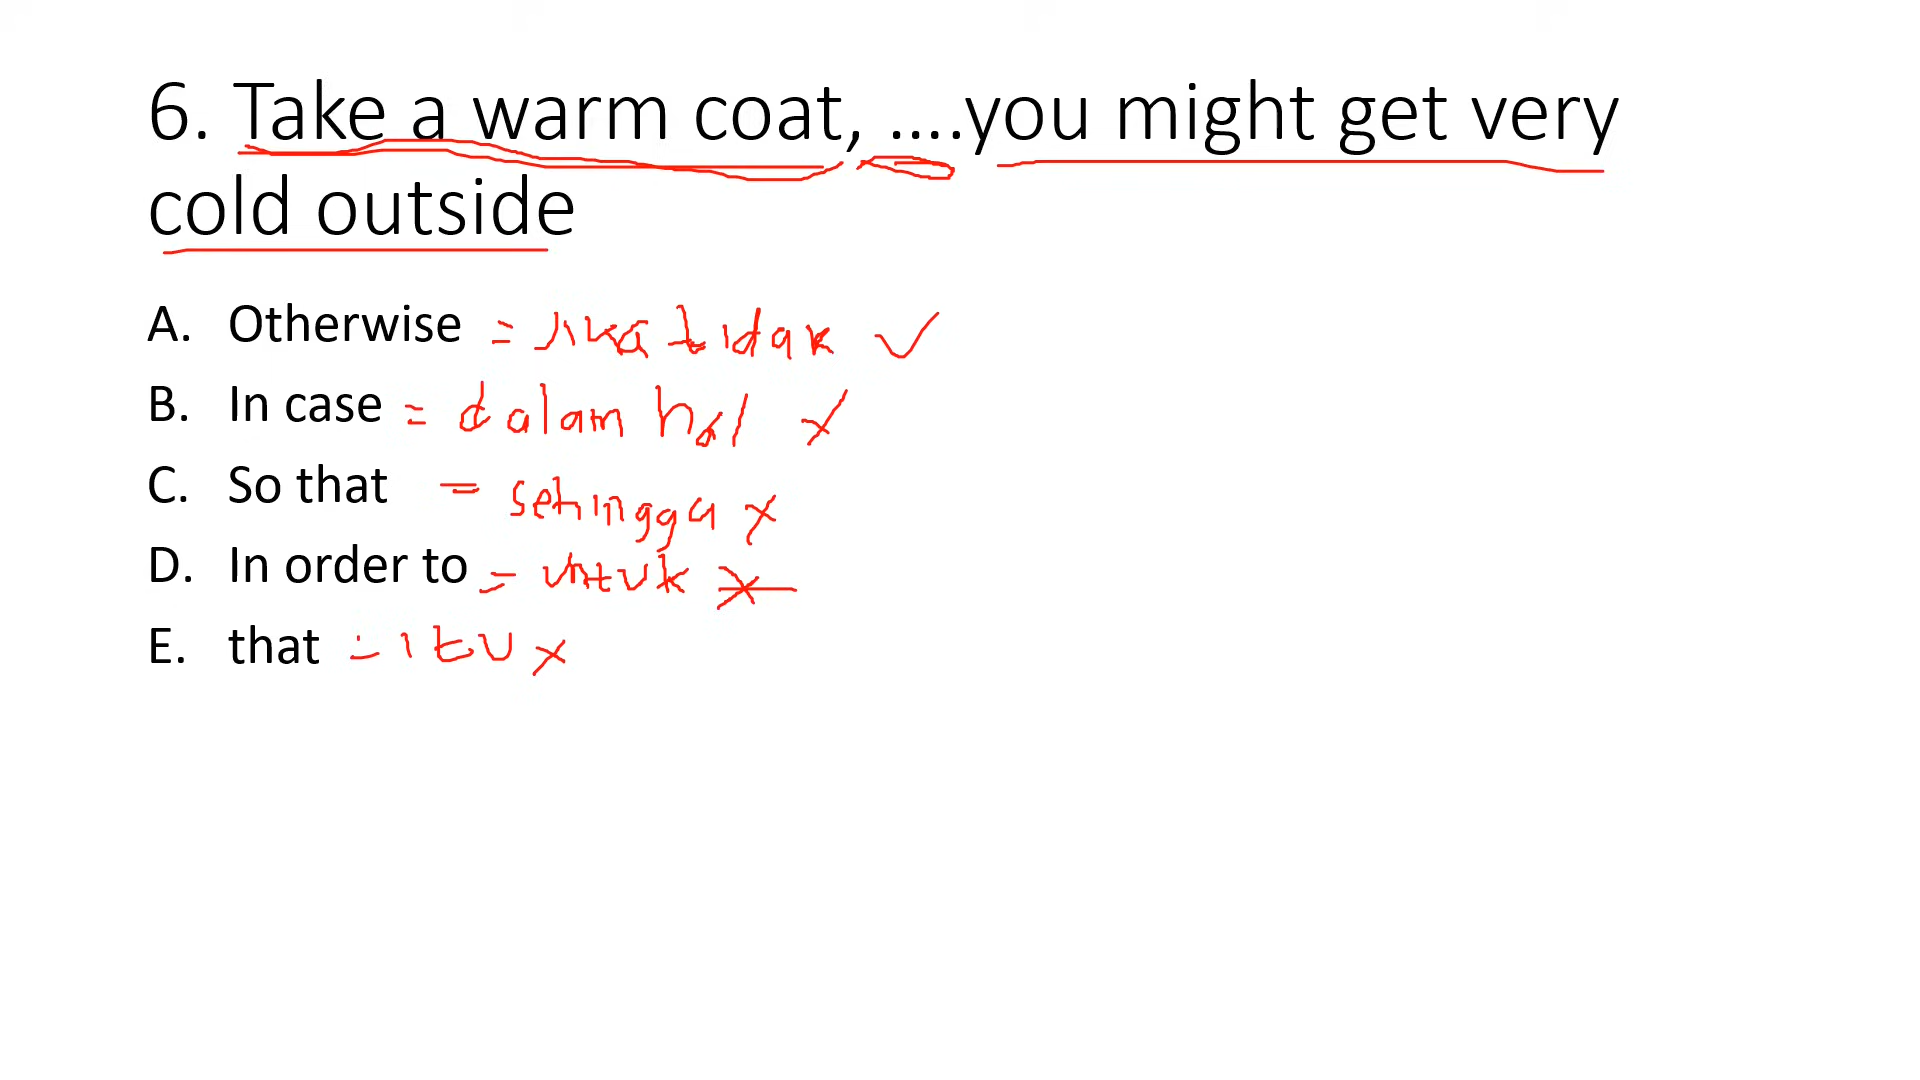 6. Take a warm coat, ....you might get very
cold outside
A. Otherwise = jika tidak ✓
B. In case = dalam hal x
C. So that = sehingga x
D. In order to = untuk x
E. that = itu x